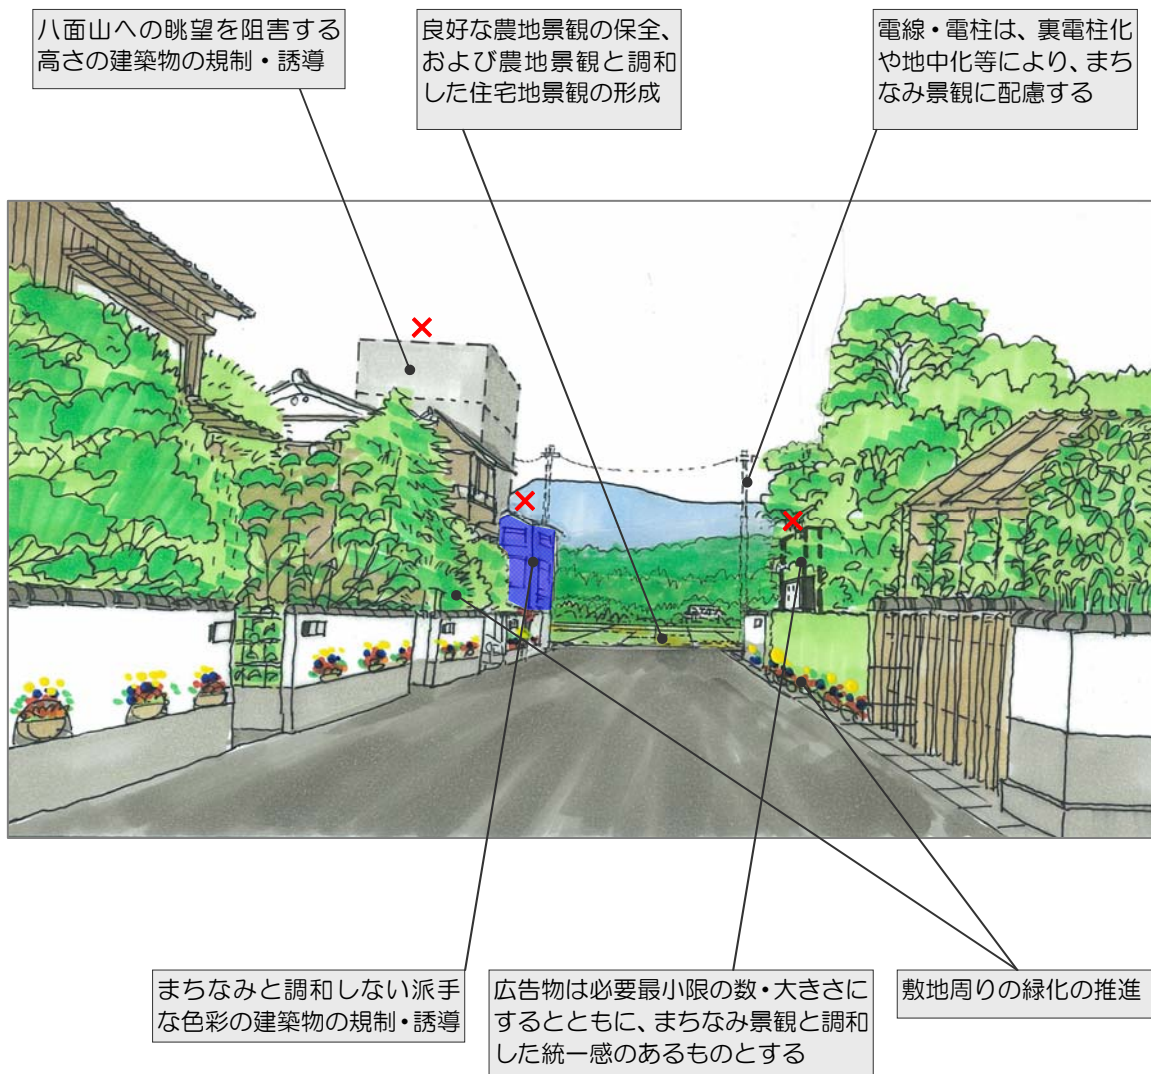 八面山への眺望を阻害する
高さの建築物の規制・誘導
良好な農地景観の保全、
および農地景観と調和
した住宅地景観の形成
電線・電柱は、裏電柱化
や地中化等により、まち
なみ景観に配慮する
まちなみと調和しない派手
な色彩の建築物の規制・誘導
広告物は必要最小限の数・大きさに
するとともに、まちなみ景観と調和
した統一感のあるものとする
敷地周りの緑化の推進